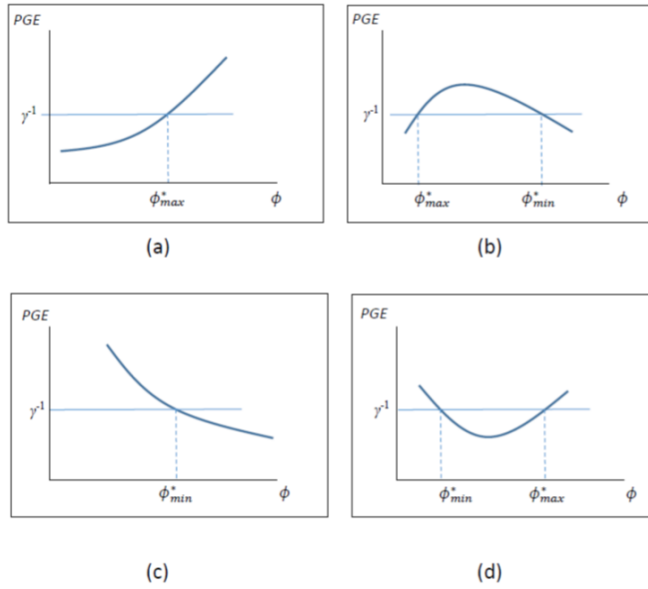 PGE
γ⁻¹
ϕ*max ϕ
(a)
PGE
γ⁻¹
ϕ*max ϕ*min ϕ
(b)
PGE
γ⁻¹
ϕ*min ϕ
(c)
PGE
γ⁻¹
ϕ*min ϕ*max ϕ
(d)